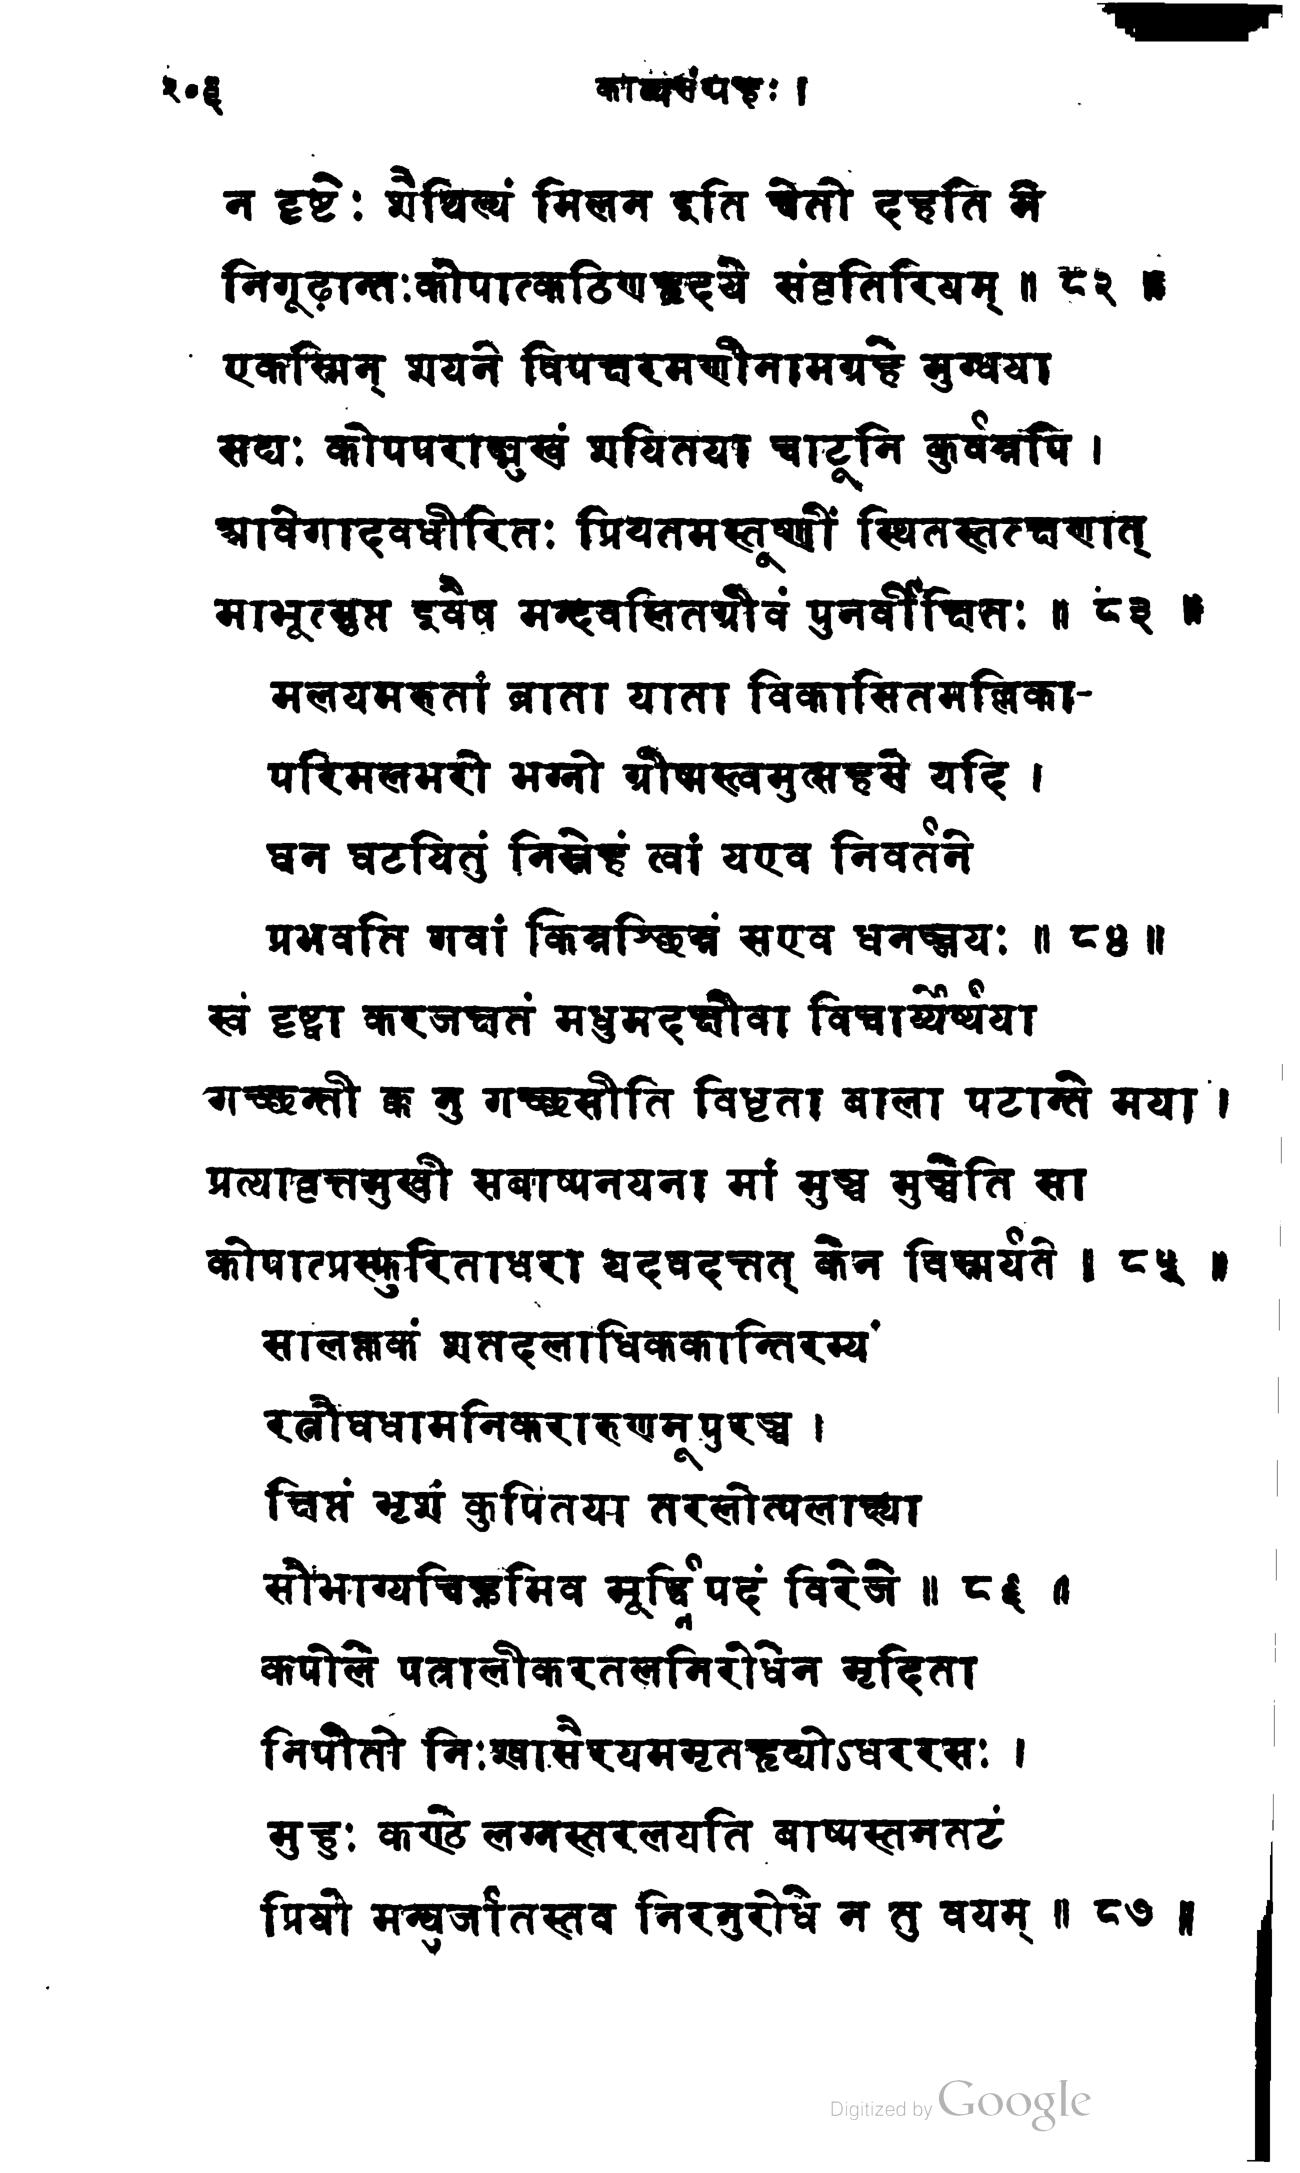 २०६ काव्यसंग्रहः ।
न दृष्टेः शैथिल्यं मिलन इति चेतो दहति मे
निगूढ़ान्तःकोपात्कठिणहृदये संवृतिरियम् ॥ ८२ ॥
एकस्मिन् शयने विपक्षरमणीनामग्रहे मुग्धया
सद्यः कोपपराङ्मुखं शयितया चाटूनि कुर्वन्नपि ।
आवेगादवधीरितः प्रियतमस्तूष्णीं स्थितस्तत्क्षणात्
माभूत्सुप्त इवैष मन्दवलितग्रीवं पुनर्वीक्षितः ॥ ८३ ॥
मलयमरुतां व्राता याता विकासितमल्लिका-
परिमलभरो भग्नो ग्रीष्मस्त्वमुत्सहसे यदि ।
घन घटयितुं निस्नेहं त्वां यएव निवर्तने
प्रभवति गवां किन्नश्छिन्नं सएव धनञ्जयः ॥ ८४ ॥
स्वं दृष्ट्वा करजक्षतं मधुमदक्षीवा विचार्य्येर्ष्यया
गच्छन्ती क्व नु गच्छसीति विधृता बाला पटान्ते मया ।
प्रत्यावृत्तमुखी सबाष्पनयना मां मुञ्च मुञ्चेति सा
कोपात्प्रस्फुरिताधरा यदवदत्तत् केन विस्मर्यते । ८५ ॥
सालक्तकं शतदलाधिककान्तिरम्यं
रत्नौघधामनिकरारुणनूपुरञ्च ।
क्षिप्तं भृशं कुपितया तरलोत्पलाक्ष्या
सौभाग्यचिह्नमिव मूर्द्ध्नि पदं विरेजे ॥ ८६ ॥
कपोले पत्रालीकरतलनिरोधेन मृदिता
निपीतो निःश्वासैरयममृतहृद्योऽधररसः ।
मुहुः कण्ठे लग्नस्तरलयति बाष्पस्तनतटं
प्रियो मन्युर्जातस्तव निरनुरोधे न तु वयम् ॥ ८७ ॥
Digitized by Google